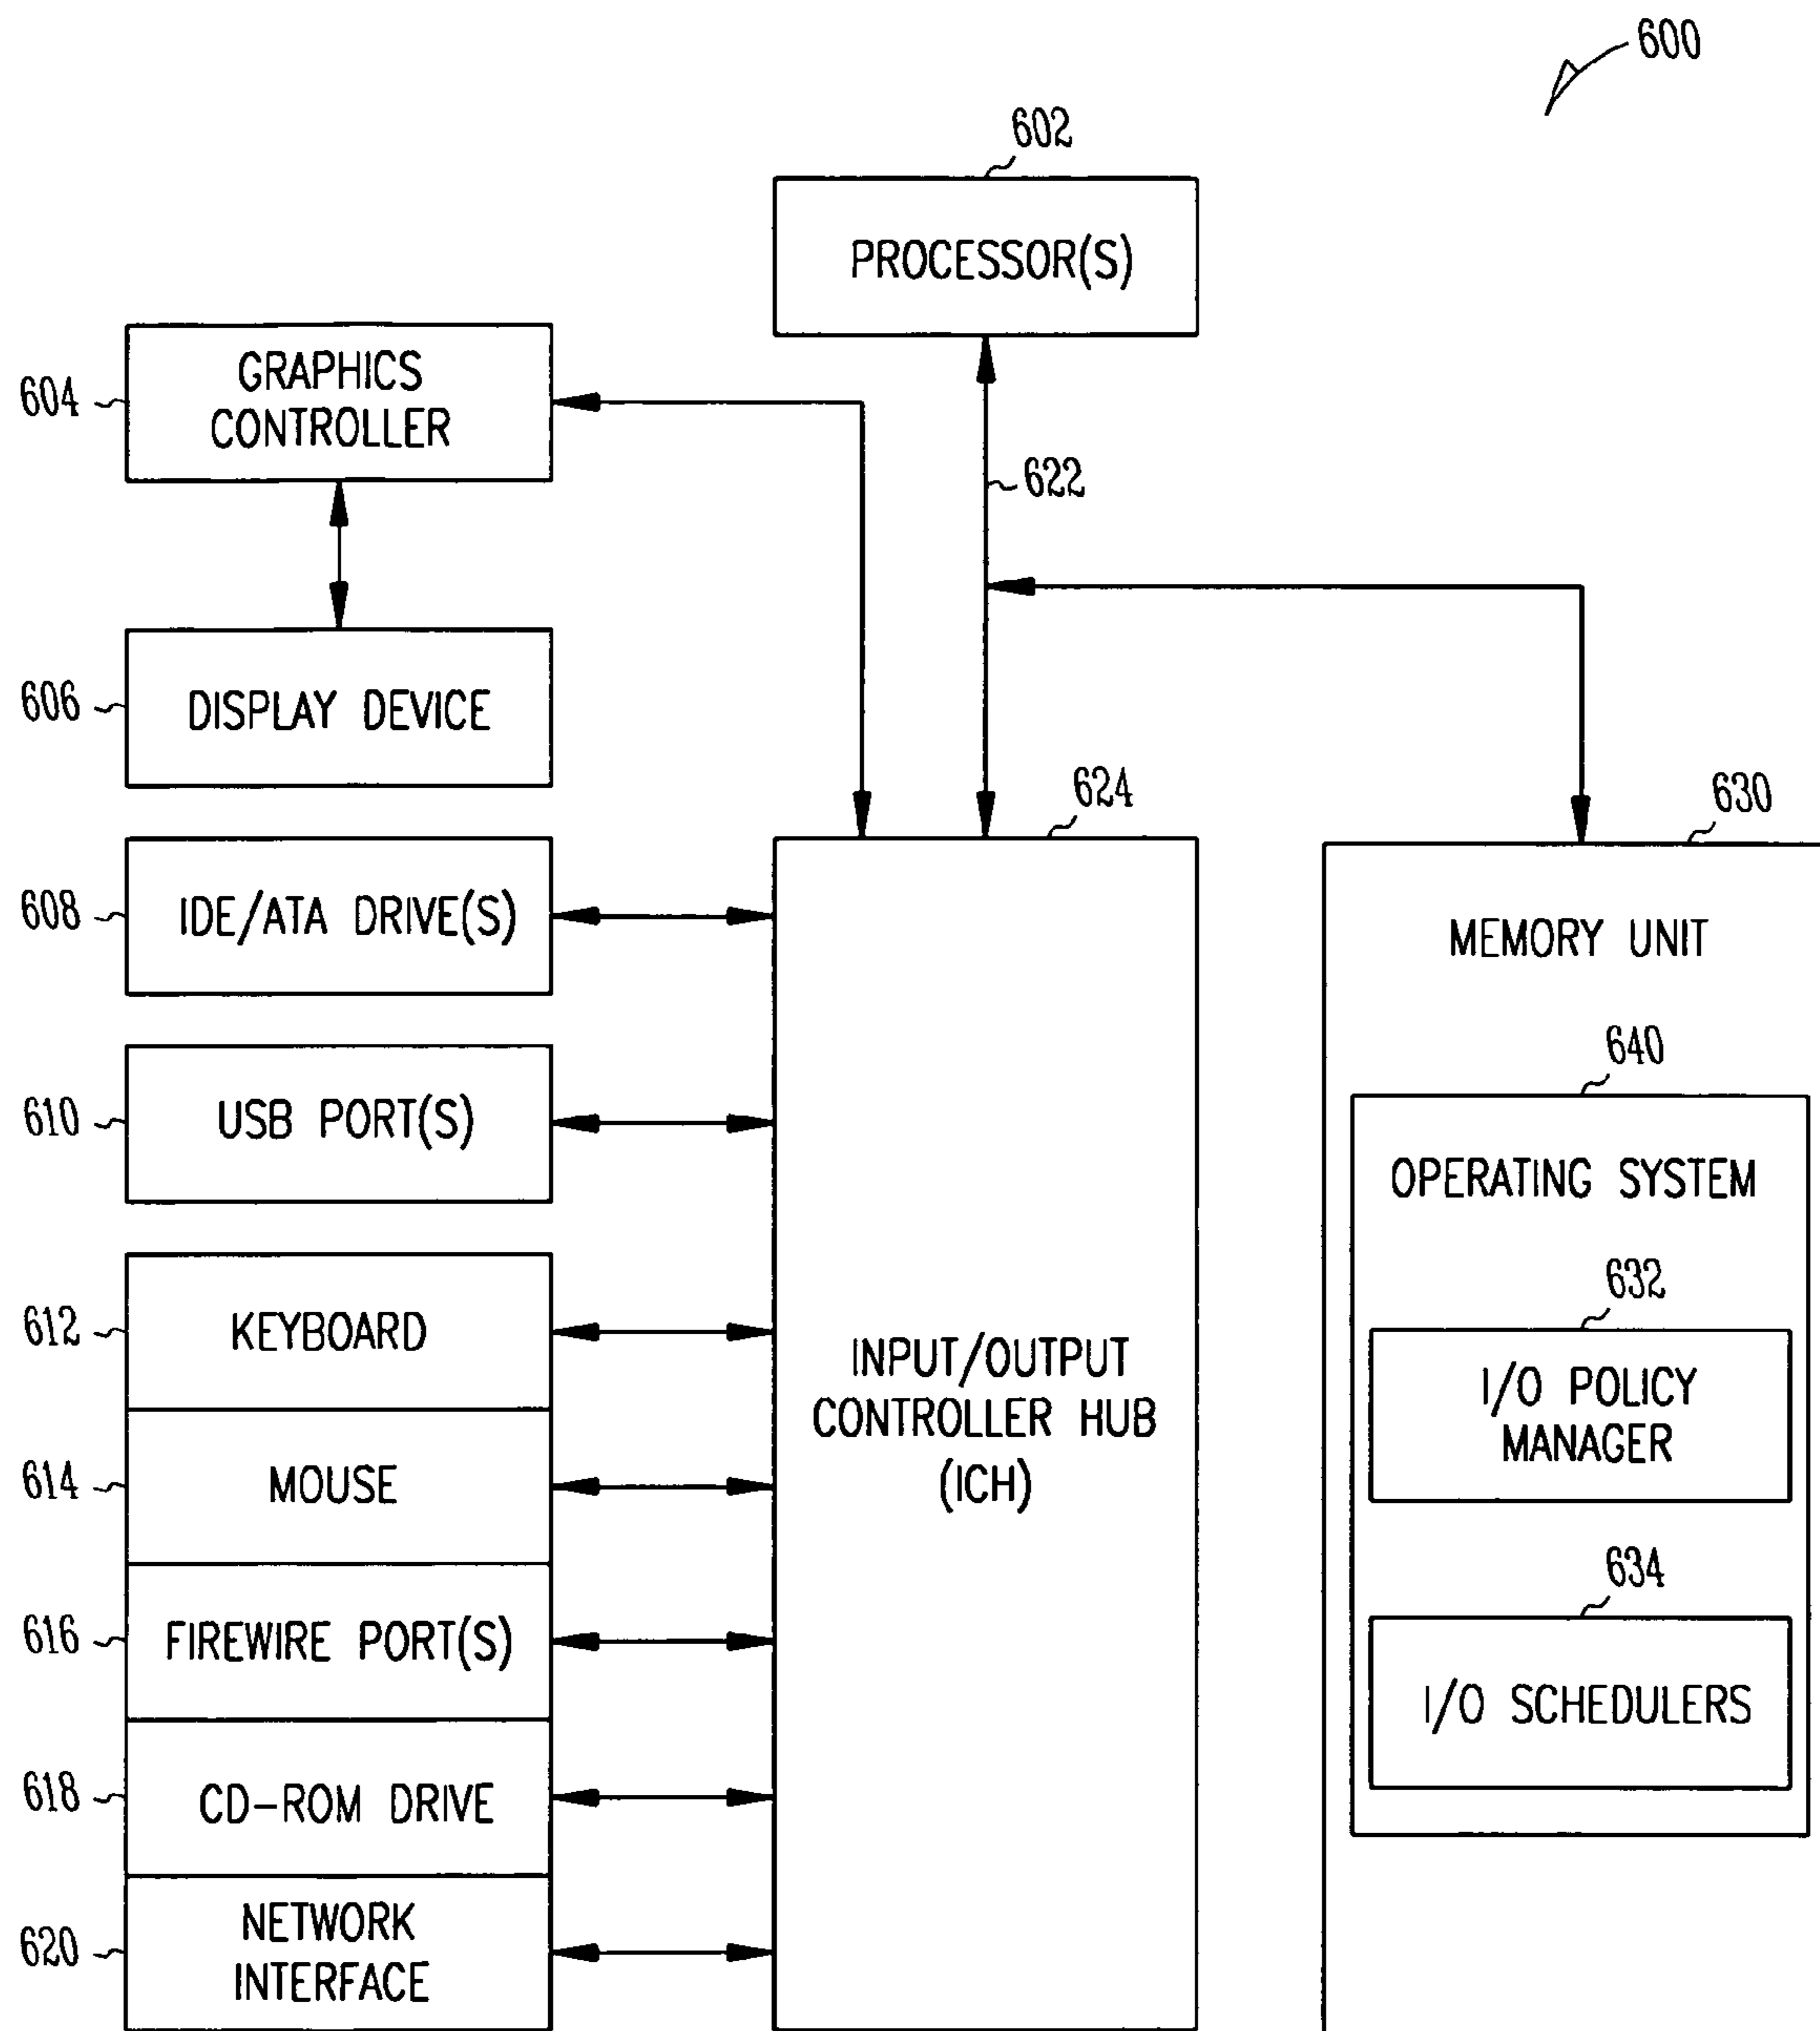 600
602
PROCESSOR(S)
604
GRAPHICS
CONTROLLER
622
606
DISPLAY DEVICE
624
630
608
IDE/ATA DRIVE(S)
MEMORY UNIT
640
610
USB PORT(S)
OPERATING SYSTEM
632
612
KEYBOARD
INPUT/OUTPUT
CONTROLLER HUB
(ICH)
I/O POLICY
MANAGER
614
MOUSE
634
616
FIREWIRE PORT(S)
I/O SCHEDULERS
618
CD-ROM DRIVE
620
NETWORK
INTERFACE